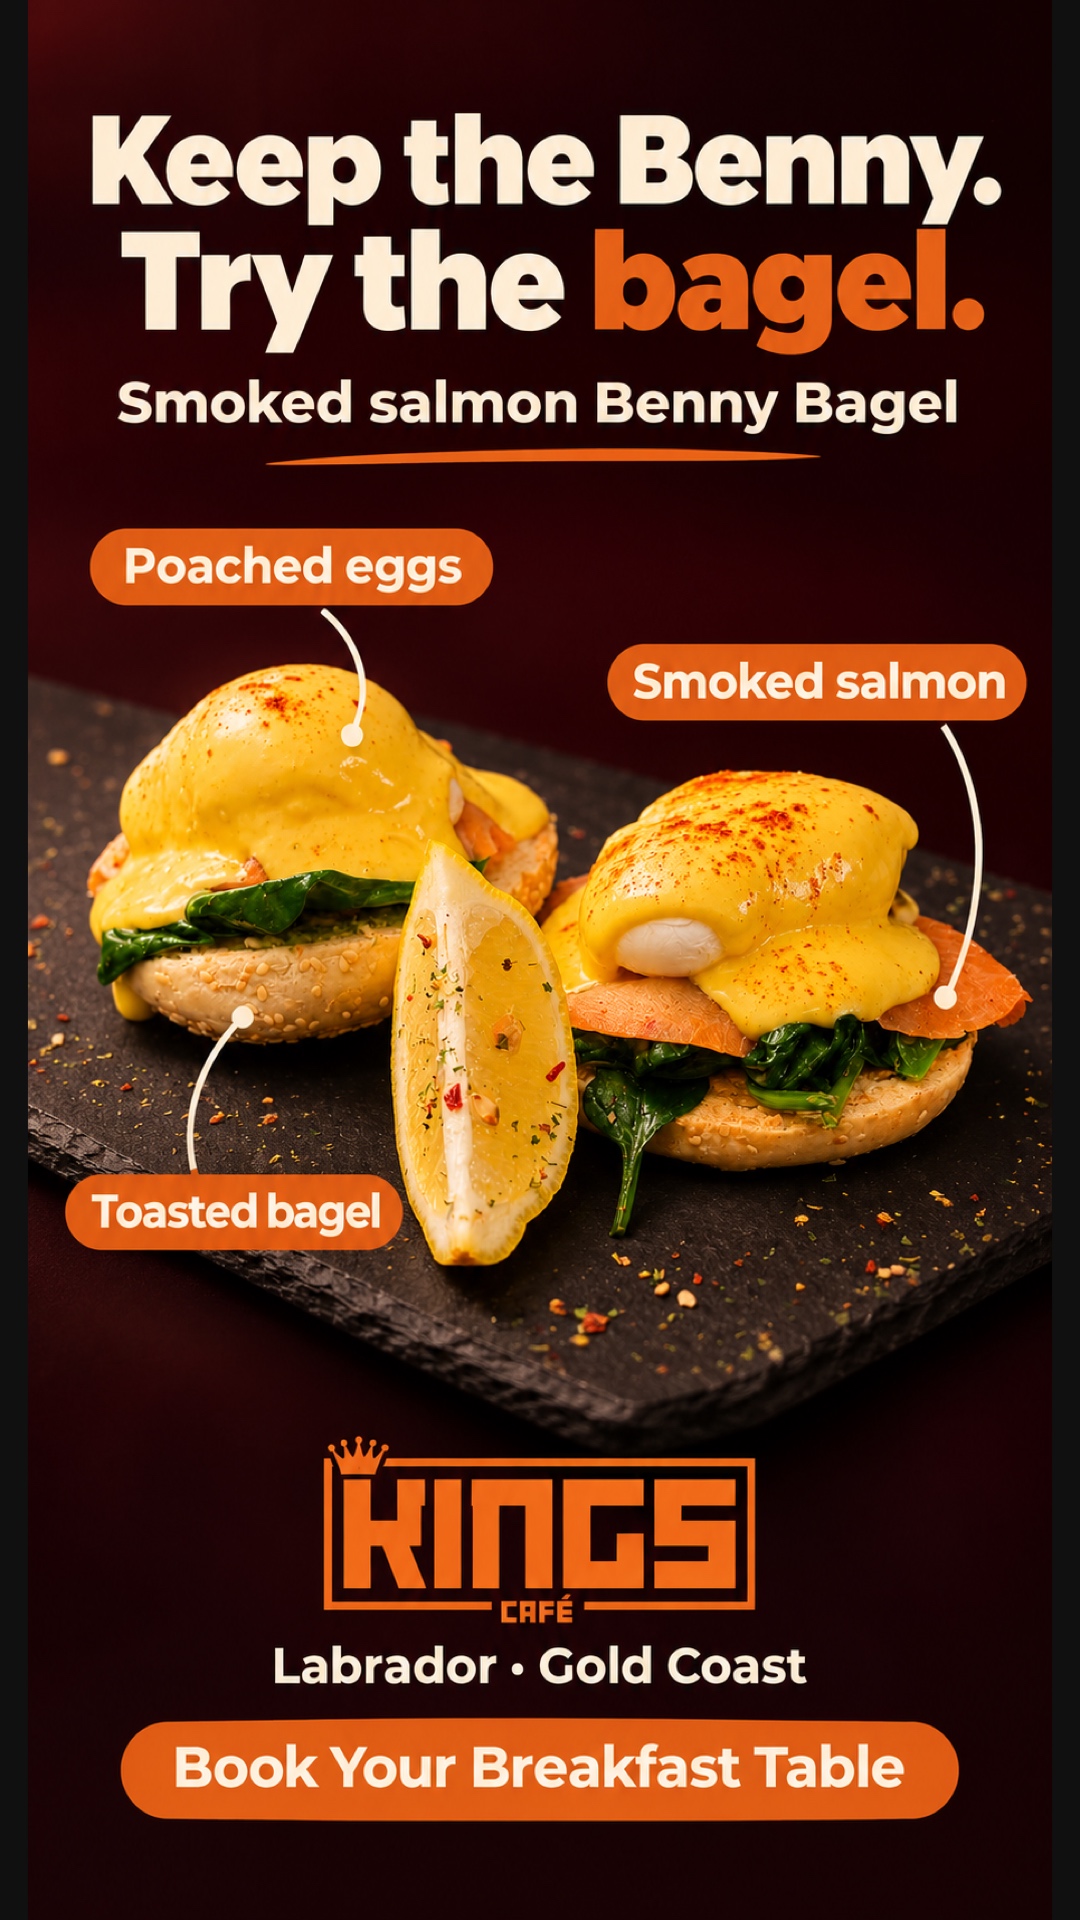 Keep the Benny.
Try the bagel.
Smoked salmon Benny Bagel
Poached eggs
Smoked salmon
Toasted bagel
KINGS
CAFÉ
Labrador • Gold Coast
Book Your Breakfast Table